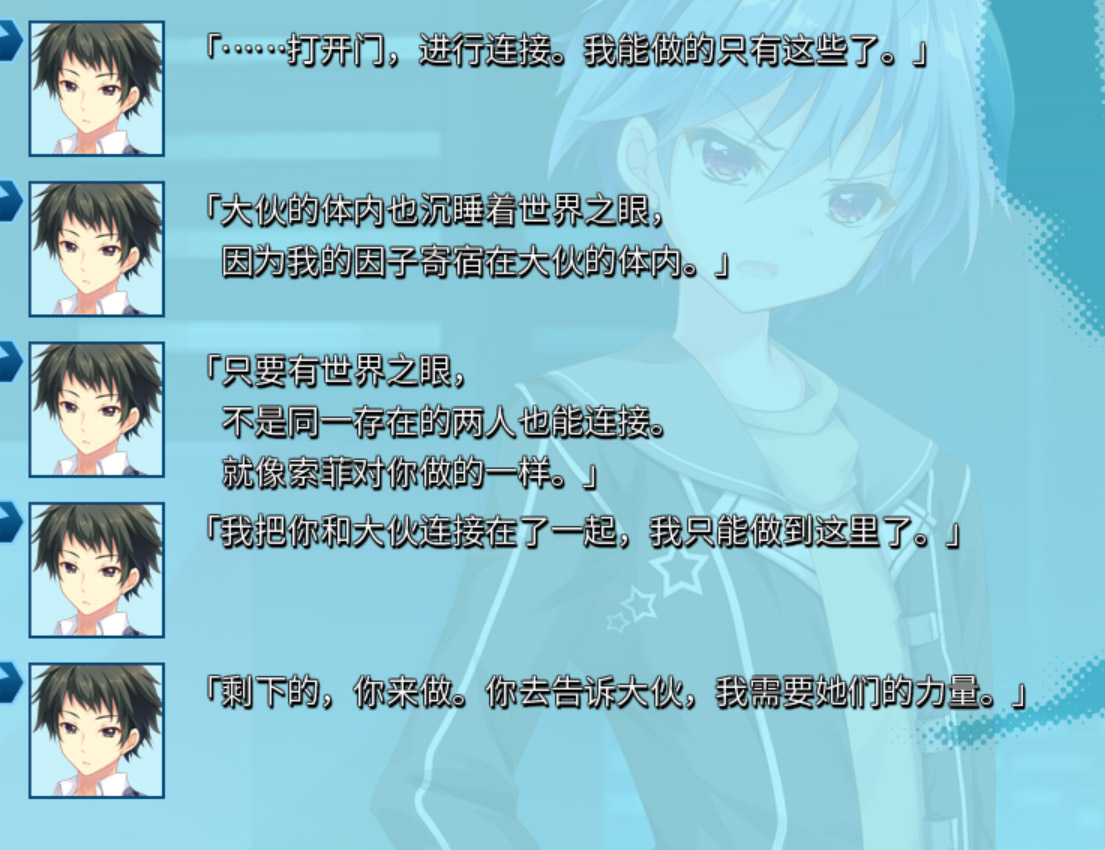 「……打开门，进行连接。我能做的只有这些了。」
「大伙的体内也沉睡着世界之眼，
因为我的因子寄宿在大伙的体内。」
「只要有世界之眼，
不是同一存在的两人也能连接。
就像索菲对你做的一样。」
「我把你和大伙连接在了一起，我只能做到这里了。」
「剩下的，你来做。你去告诉大伙，我需要她们的力量。」